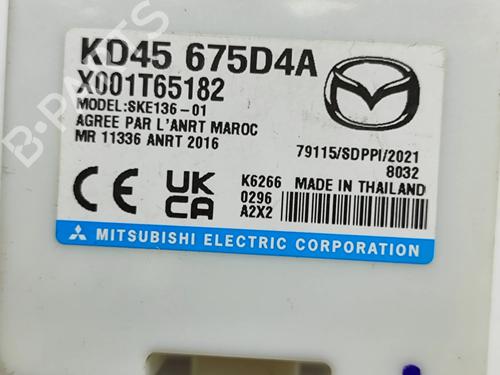 KD45 675D4A
X001T65182
MODEL:SKE136-01
AGREE PAR L'ANRT MAROC
MR 11336 ANRT 2016
79115/SDPPI/2021
8032
CE UK CA
K6266 MADE IN THAILAND
0296
A2X2
MITSUBISHI ELECTRIC CORPORATION
B-PARTS